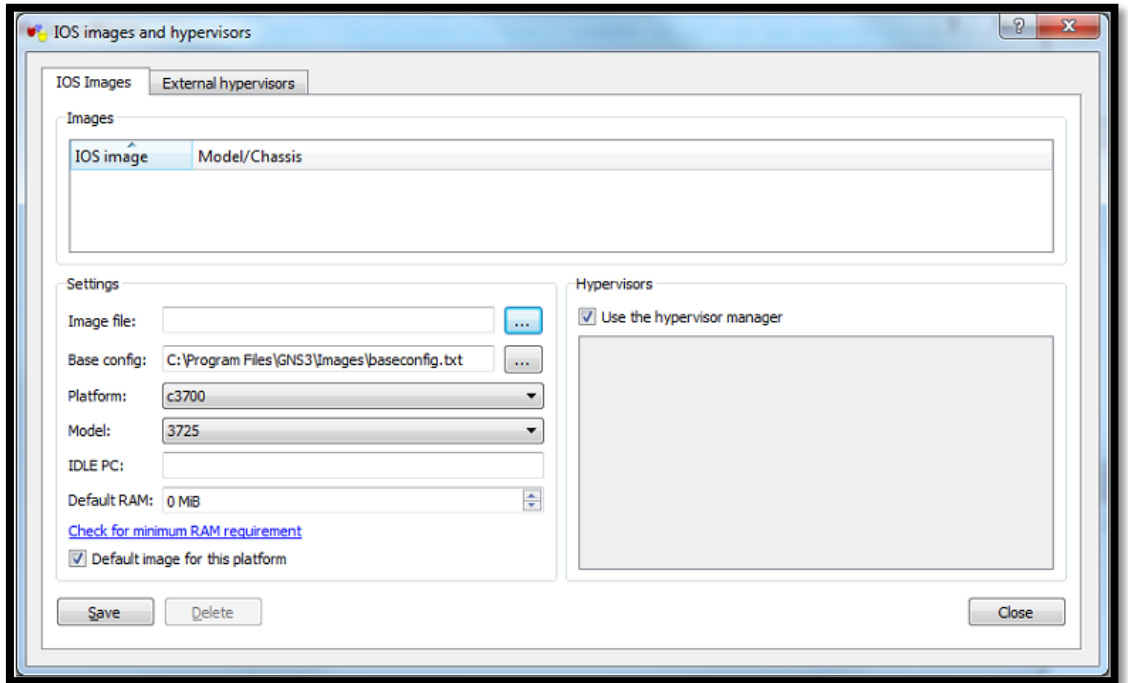 IOS images and hypervisors
IOS Images External hypervisors
Images
IOS image Model/Chassis
Settings
Image file: ...
Base config: C:\Program Files\GNS3\Images\baseconfig.txt ...
Platform: c3700
Model: 3725
IDLE PC:
Default RAM: 0 MiB
Check for minimum RAM requirement
Default image for this platform
Hypervisors
Use the hypervisor manager
Save Delete Close